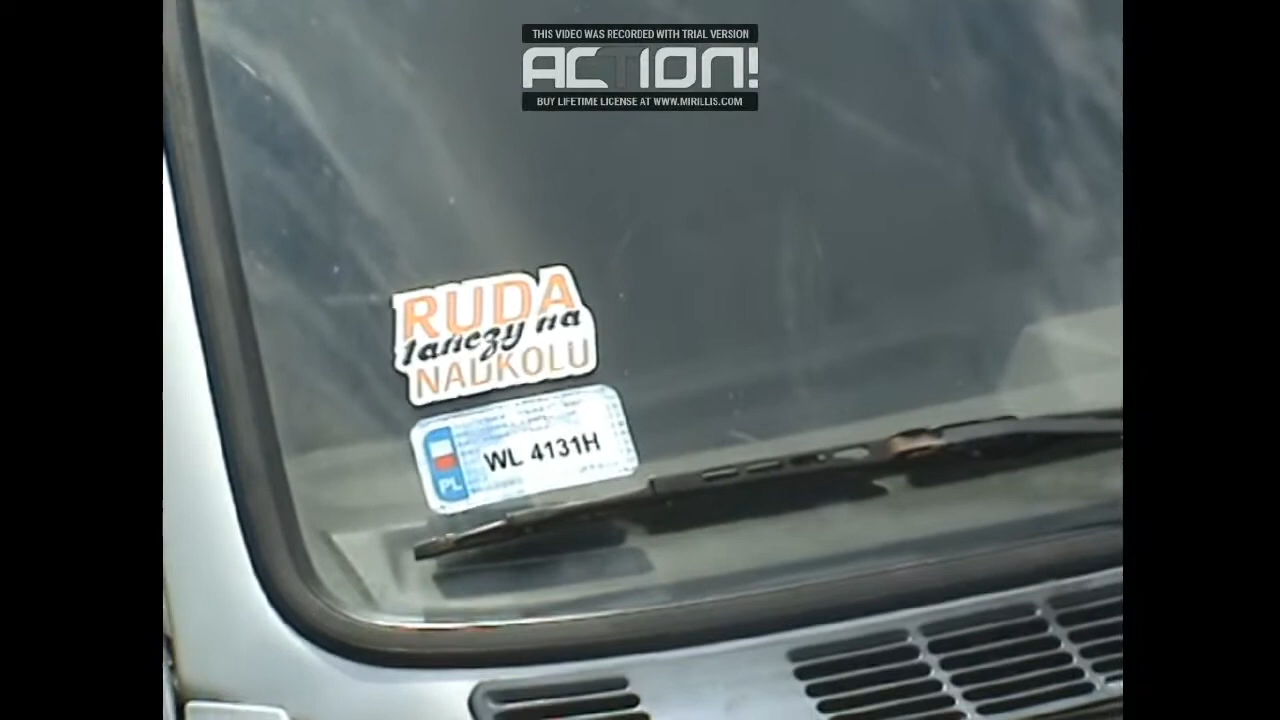 THIS VIDEO WAS RECORDED WITH TRIAL VERSION
ACTION!
BUY LIFETIME LICENSE AT WWW.MIRILLIS.COM
RUDA
tańczy na
NADKOLU
PL WL 4131H